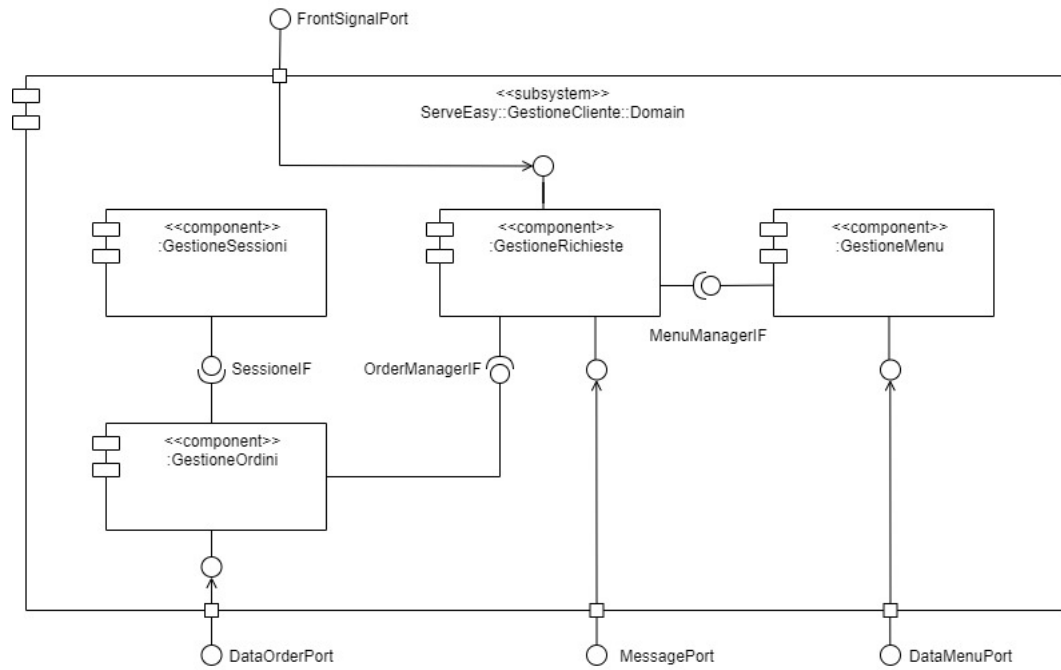 FrontSignalPort
<<subsystem>>
ServeEasy::GestioneCliente::Domain
<<component>>
:GestioneSessioni
<<component>>
:GestioneRichieste
<<component>>
:GestioneMenu
MenuManagerIF
SessioneIF
OrderManagerIF
<<component>>
:GestioneOrdini
DataOrderPort
MessagePort
DataMenuPort